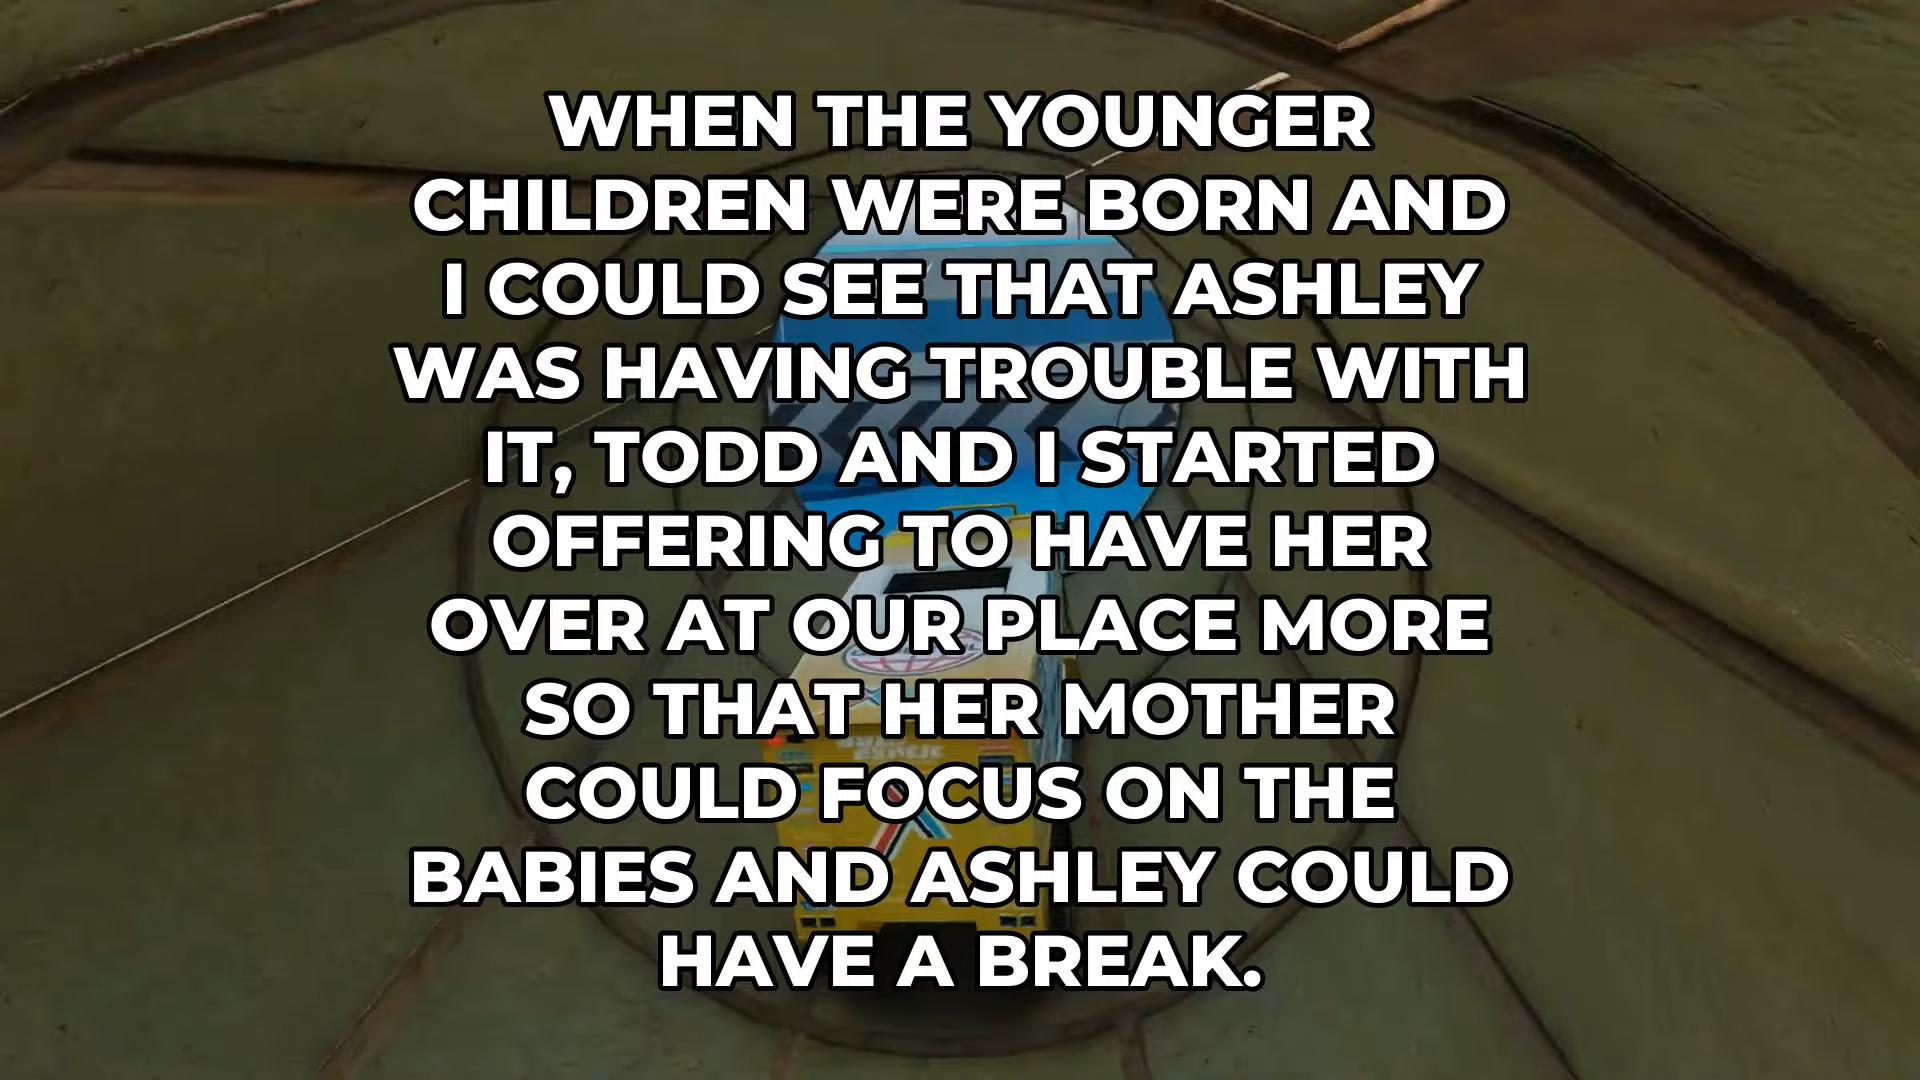 WHEN THE YOUNGER
CHILDREN WERE BORN AND
I COULD SEE THAT ASHLEY
WAS HAVING TROUBLE WITH
IT, TODD AND I STARTED
OFFERING TO HAVE HER
OVER AT OUR PLACE MORE
SO THAT HER MOTHER
COULD FOCUS ON THE
BABIES AND ASHLEY COULD
HAVE A BREAK.